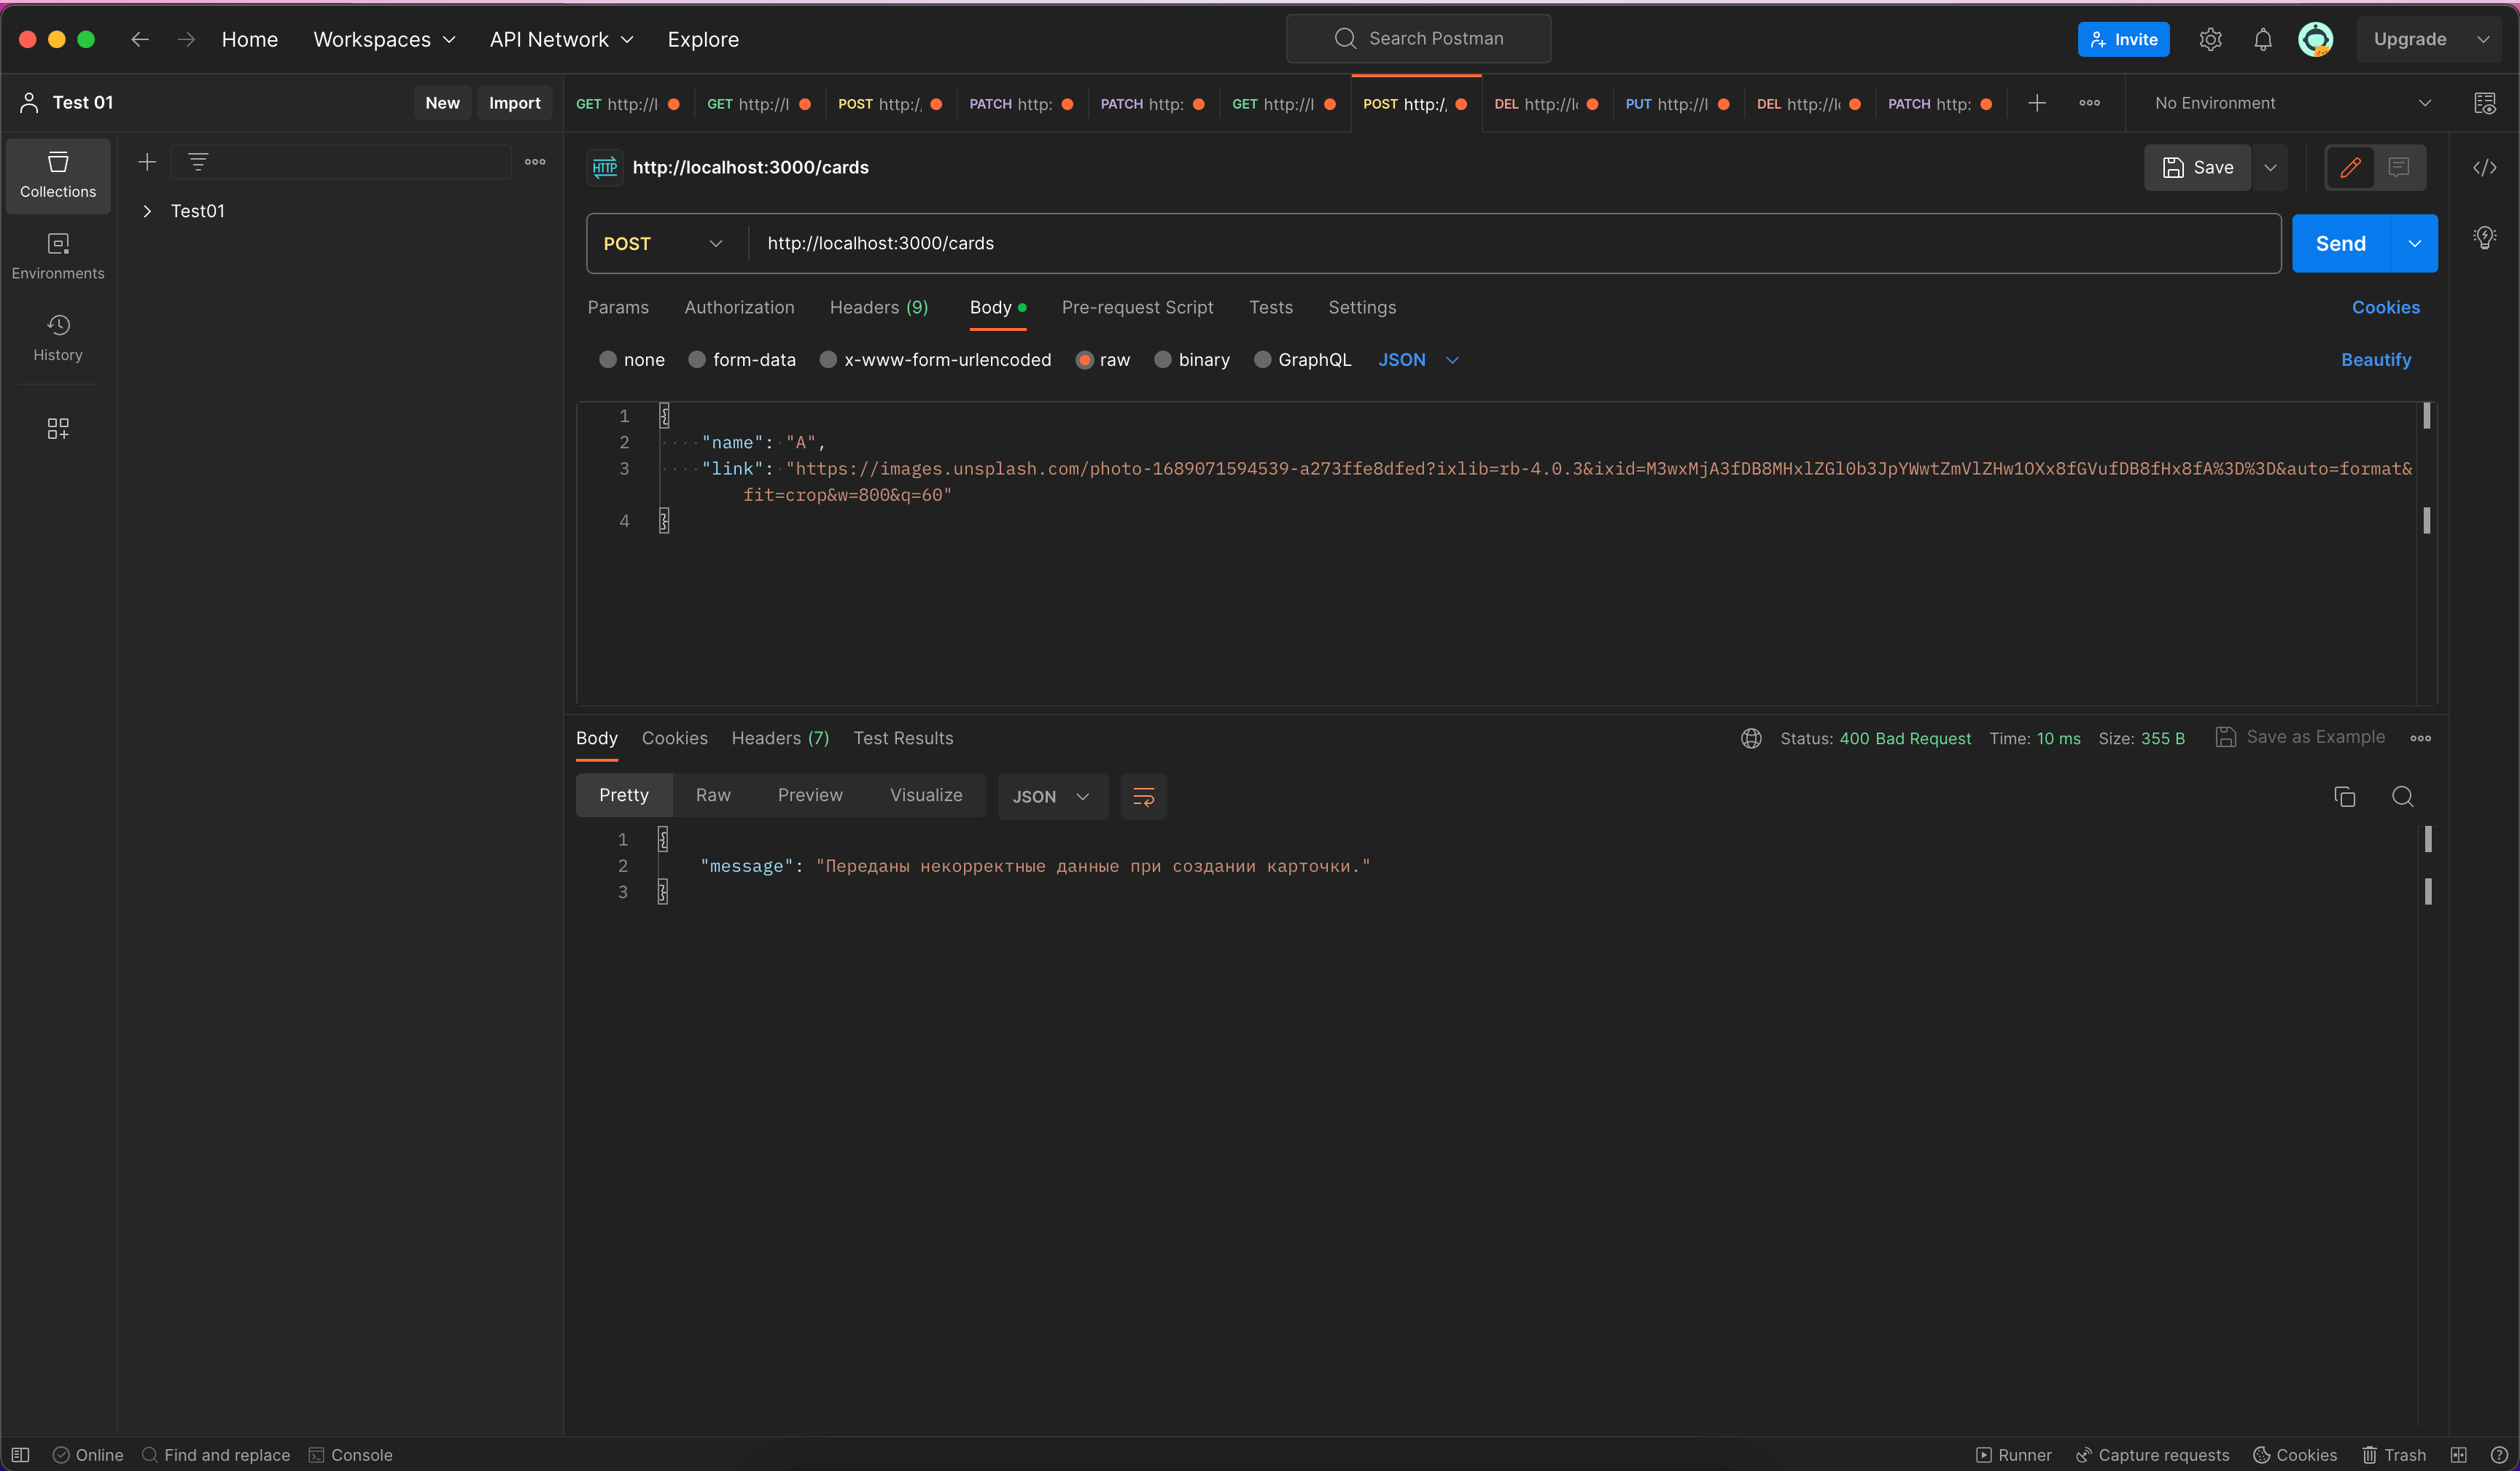 Home Workspaces API Network Explore Search Postman Invite Upgrade
Test 01 New Import GET http://l GET http://l POST http:/, PATCH http: PATCH http: GET http://l POST http:/, DEL http://l PUT http://l DEL http://l PATCH http: No Environment
Collections
Environments
History
Test01
HTTP http://localhost:3000/cards Save
POST http://localhost:3000/cards Send
Params Authorization Headers (9) Body Pre-request Script Tests Settings Cookies
none form-data x-www-form-urlencoded raw binary GraphQL JSON Beautify
1 {
2 "name": "A",
3 "link": "https://images.unsplash.com/photo-1689071594539-a273ffe8dfed?ixlib=rb-4.0.3&ixid=M3wxMjA3fDB8MHxlZGl0b3JpYWwtZmVlZHw1OXx8fGVufDB8fHx8fA%3D%3D&auto=format&
fit=crop&w=800&q=60"
4 }
Body Cookies Headers (7) Test Results Status: 400 Bad Request Time: 10 ms Size: 355 B Save as Example
Pretty Raw Preview Visualize JSON
1 {
2 "message": "Переданы некорректные данные при создании карточки."
3 }
Online Find and replace Console Runner Capture requests Cookies Trash